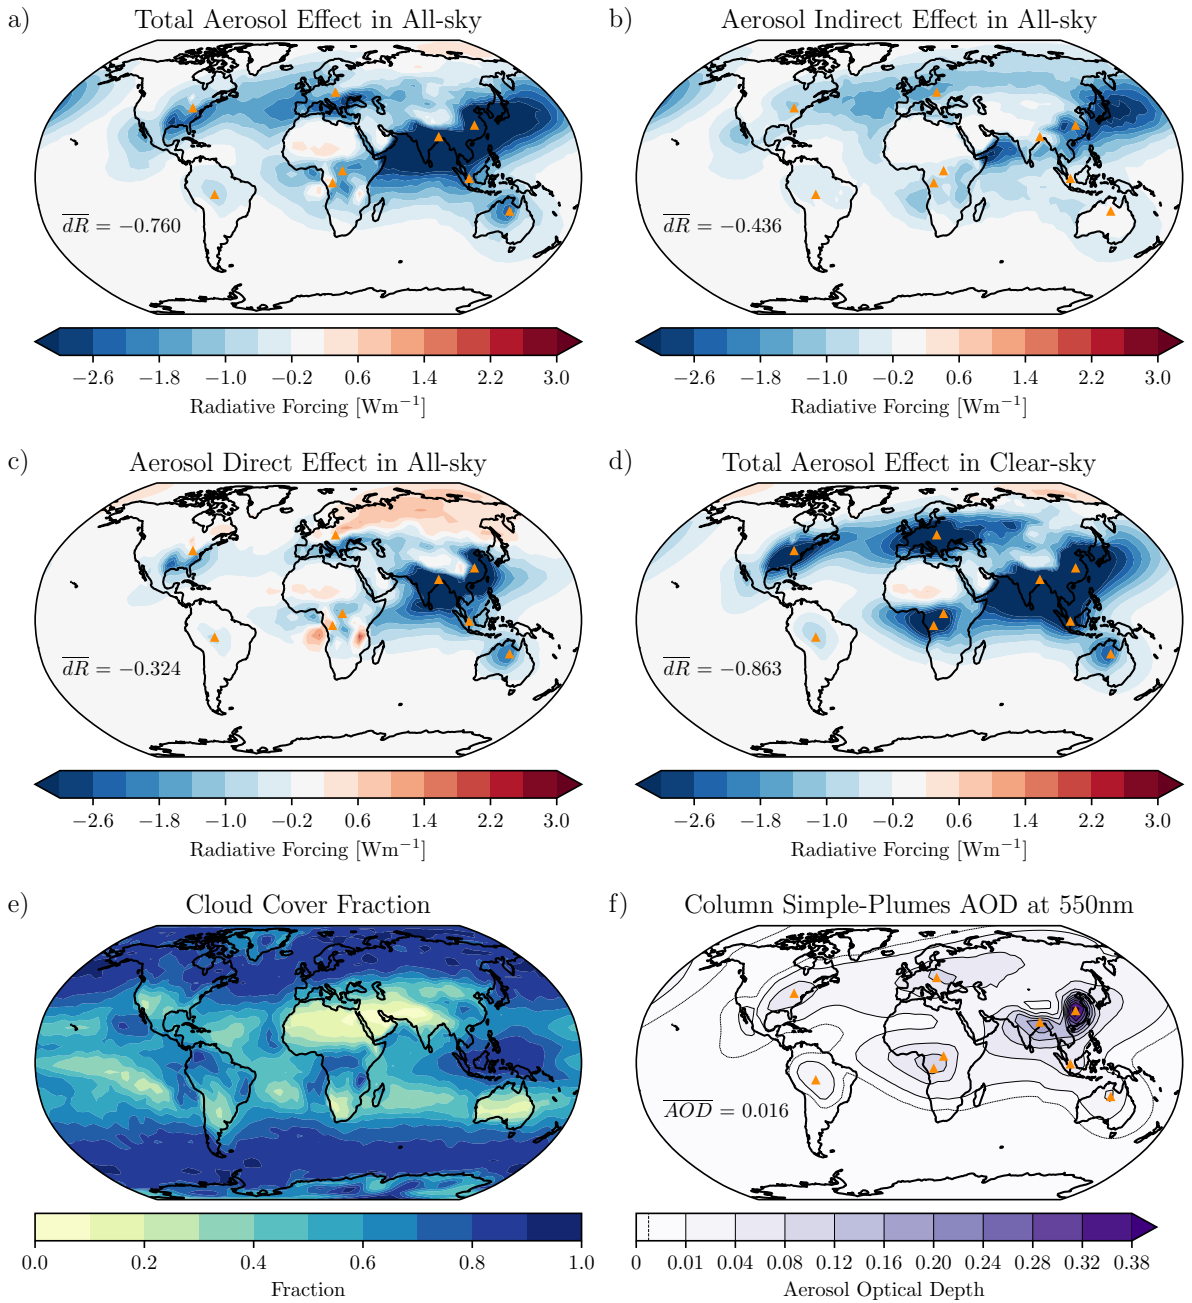 a) Total Aerosol Effect in All-sky
b) Aerosol Indirect Effect in All-sky
$\overline{dR}$ = −0.760
$\overline{dR}$ = −0.436
−2.6 −1.8 −1.0 −0.2 0.6 1.4 2.2 3.0
Radiative Forcing [Wm⁻¹]
−2.6 −1.8 −1.0 −0.2 0.6 1.4 2.2 3.0
Radiative Forcing [Wm⁻¹]
c) Aerosol Direct Effect in All-sky
d) Total Aerosol Effect in Clear-sky
$\overline{dR}$ = −0.324
$\overline{dR}$ = −0.863
−2.6 −1.8 −1.0 −0.2 0.6 1.4 2.2 3.0
Radiative Forcing [Wm⁻¹]
−2.6 −1.8 −1.0 −0.2 0.6 1.4 2.2 3.0
Radiative Forcing [Wm⁻¹]
e) Cloud Cover Fraction
f) Column Simple-Plumes AOD at 550nm
$\overline{AOD}$ = 0.016
0.0 0.2 0.4 0.6 0.8 1.0
Fraction
0 0.01 0.04 0.08 0.12 0.16 0.20 0.24 0.28 0.32 0.38
Aerosol Optical Depth